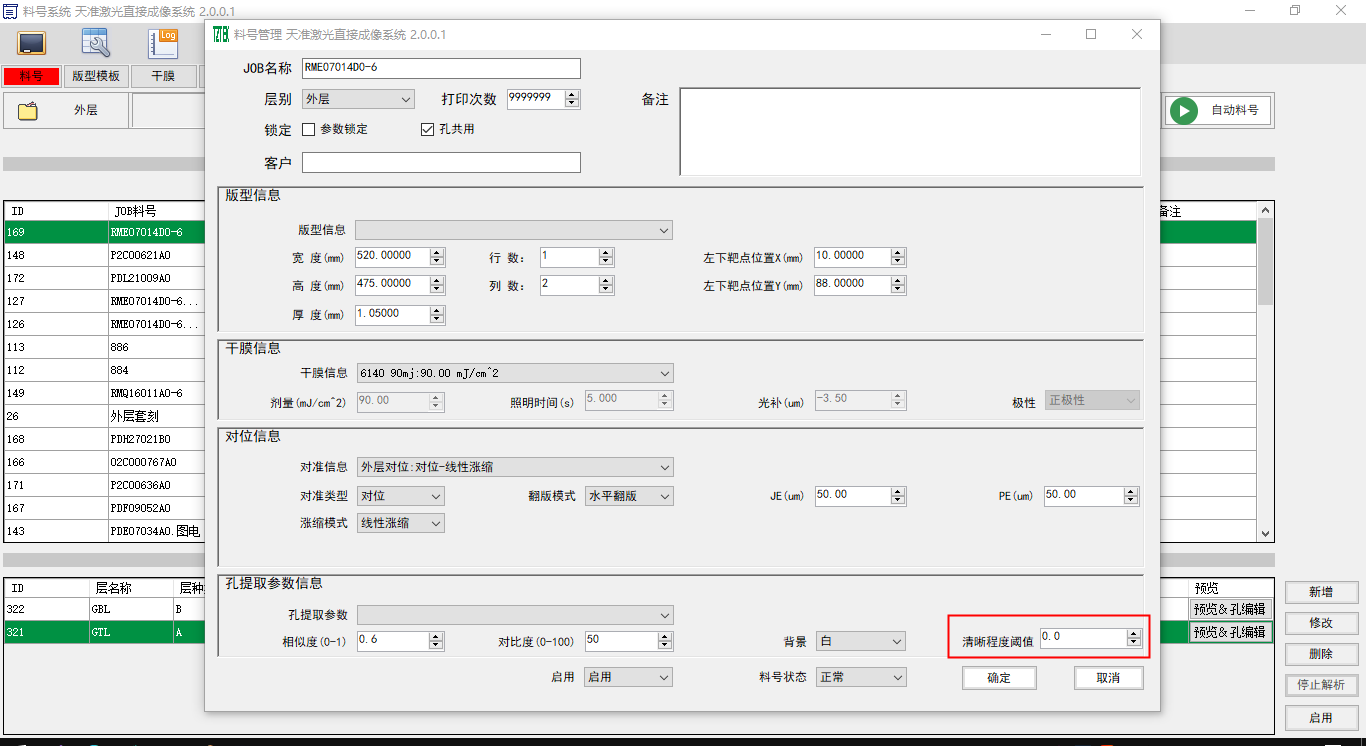 料号系统 天准激光直接成像系统 2.0.0.1
Log
料号 版型模板 干膜
外层
自动料号
料号管理 天准激光直接成像系统 2.0.0.1
JOB名称 RME07014D0-6
层别 外层 打印次数 9999999 备注
锁定 参数锁定 孔共用
客户
版型信息
版型信息
宽 度(mm) 520.00000 行 数: 1 左下靶点位置X(mm) 10.00000
高 度(mm) 475.00000 列 数: 2 左下靶点位置Y(mm) 88.00000
厚 度(mm) 1.05000
干膜信息
干膜信息 6140 90mj:90.00 mJ/cm^2
剂量(mJ/cm^2) 90.00 照明时间(s) 5.000 光补(um) -3.50 极性 正极性
对位信息
对准信息 外层对位:对位-线性涨缩
对准类型 对位 翻版模式 水平翻版 JE(um) 50.00 PE(um) 50.00
涨缩模式 线性涨缩
孔提取参数信息
孔提取参数
相似度(0-1) 0.6 对比度(0-100) 50 背景 白 清晰程度阈值 0.0
启用 启用 料号状态 正常 确定 取消
ID JOB料号 备注
169 RME07014D0-6
148 P2C00621A0
172 PDL21009A0
127 RME07014D0-6...
126 RME07014D0-6...
113 886
112 884
149 RMQ16011A0-6
26 外层套刻
168 PDH27021B0
166 02C000767A0
171 P2C00636A0
167 PDF09052A0
143 PDE07034A0.图电
ID 层名称 层种 预览
322 GBL B 预览&孔编辑
321 GTL A 预览&孔编辑
新增
修改
删除
停止解析
启用